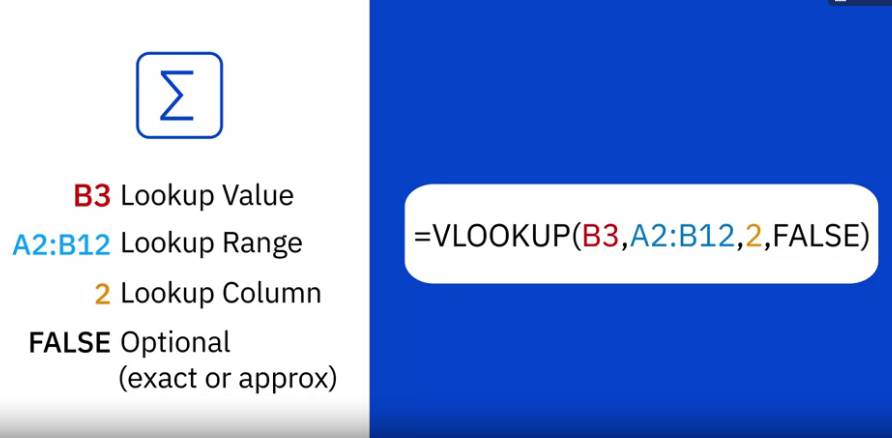 Σ
B3 Lookup Value
A2:B12 Lookup Range
2 Lookup Column
FALSE Optional
(exact or approx)
=VLOOKUP(B3,A2:B12,2,FALSE)